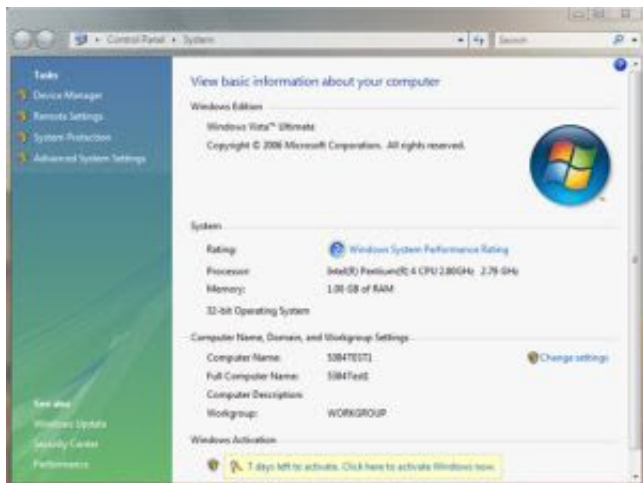 Control Panel ▸ System
Search
Tasks
Device Manager
Remote Settings
System Protection
Advanced System Settings
See also
Windows Update
Security Center
Performance
View basic information about your computer
Windows Edition
Windows Vista™ Ultimate
Copyright © 2006 Microsoft Corporation. All rights reserved.
System
Rating: Windows System Performance Rating
Processor: Intel(R) Pentium(R) 4 CPU 2.80GHz 2.79 GHz
Memory: 1.00 GB of RAM
32-bit Operating System
Computer Name, Domain, and Workgroup Settings
Computer Name: 5384TEST1
Change settings
Full Computer Name: 5384Test1
Computer Description:
Workgroup: WORKGROUP
Windows Activation
7 days left to activate. Click here to activate Windows now.